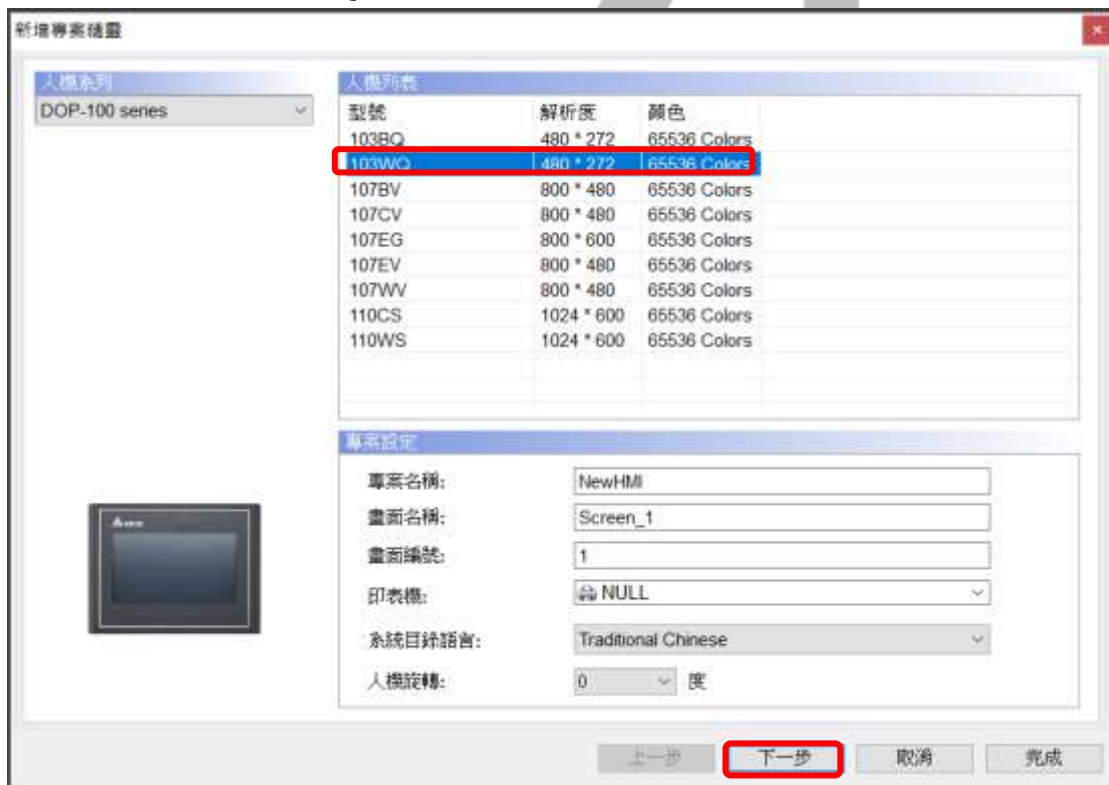 新增專案精靈
人機系列
DOP-100 series
人機列表
型號 解析度 顏色
103BQ 480 * 272 65536 Colors
103WQ 480 * 272 65536 Colors
107BV 800 * 480 65536 Colors
107CV 800 * 480 65536 Colors
107EG 800 * 600 65536 Colors
107EV 800 * 480 65536 Colors
107WV 800 * 480 65536 Colors
110CS 1024 * 600 65536 Colors
110WS 1024 * 600 65536 Colors
專案設定
專案名稱: NewHMI
畫面名稱: Screen_1
畫面編號: 1
印表機: NULL
系統目錄語言: Traditional Chinese
人機旋轉: 0 度
上一步 下一步 取消 完成